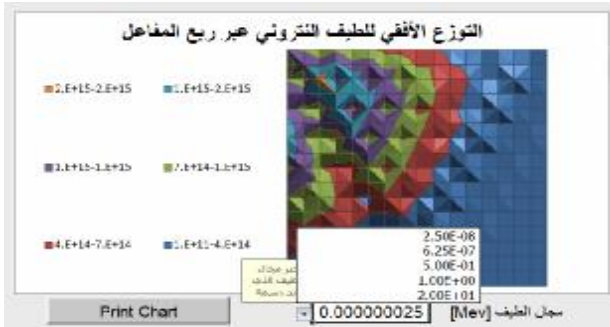 التوزع الأفقي للطيف النتروني عبر ربع المفاعل
2.E+15-2.E+15 1.E+15-2.E+15
1.E+15-1.E+15 7.E+14-1.E+15
4.E+14-7.E+14 1.E+11-4.E+14
2.50E-08
6.25E-07
5.00E-01
1.00E+00
2.00E+01
مجال
Print Chart 0.000000025 [Mev] مجال الطيف